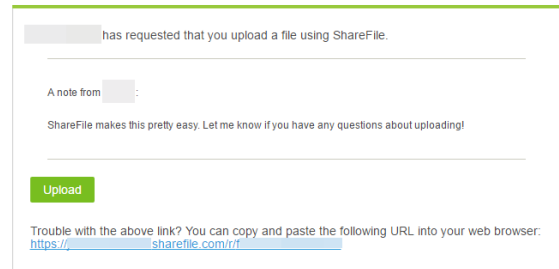 has requested that you upload a file using ShareFile.
A note from :
ShareFile makes this pretty easy. Let me know if you have any questions about uploading!
Upload
Trouble with the above link? You can copy and paste the following URL into your web browser:
https://j sharefile.com/r/f